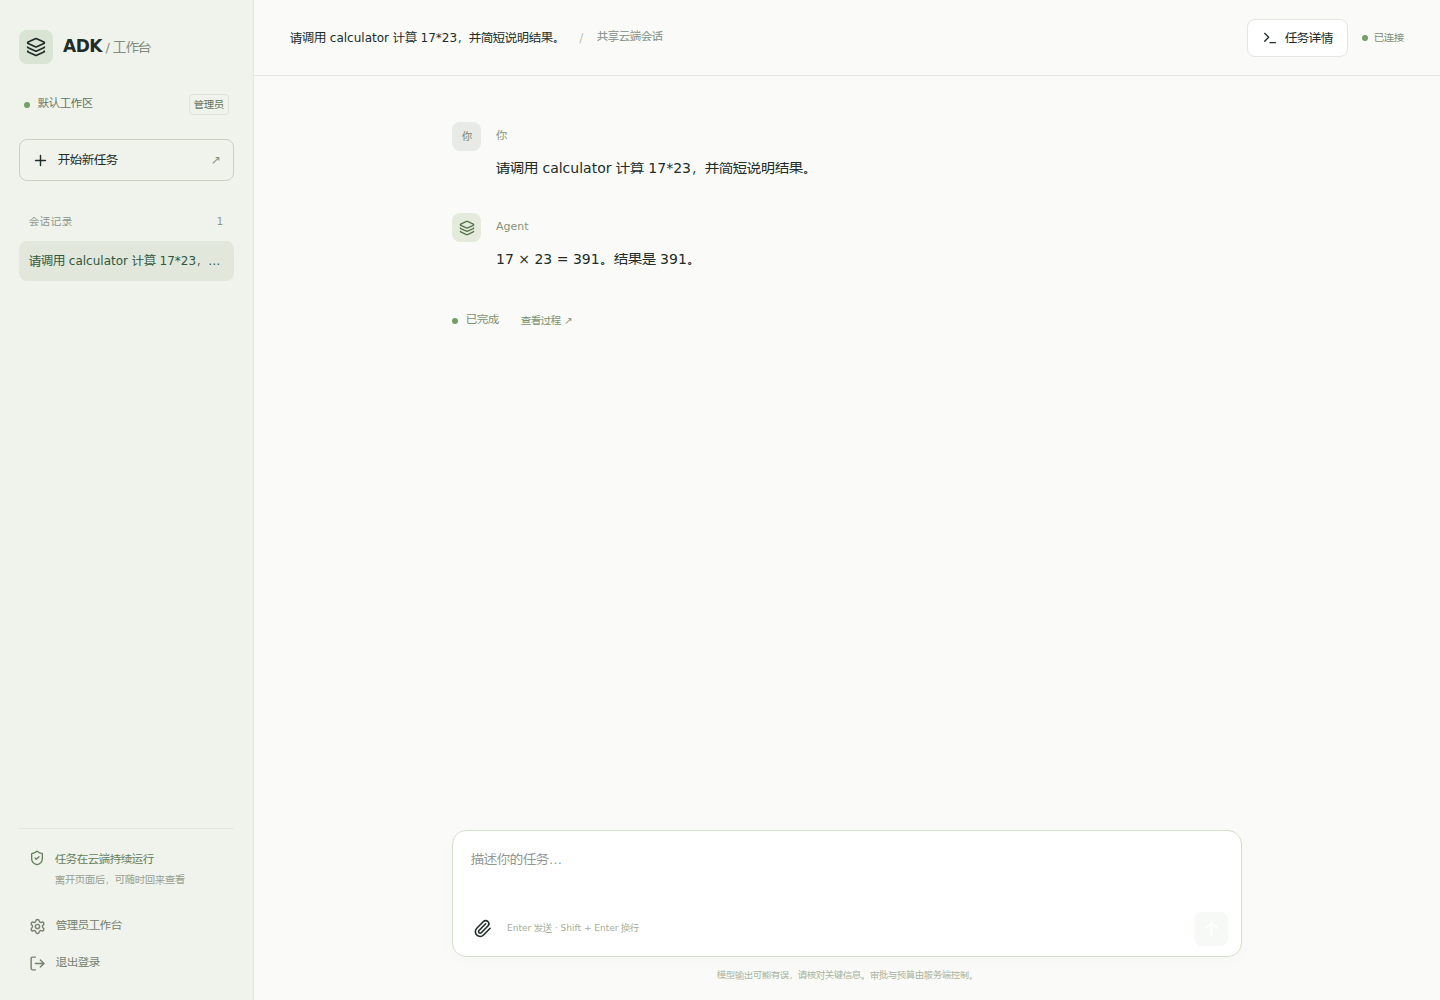 ADK / 工作台
默认工作区
管理员
开始新任务 ↗
会话记录 1
请调用 calculator 计算 17*23，...
任务在云端持续运行
离开页面后，可随时回来查看
管理员工作台
退出登录
请调用 calculator 计算 17*23，并简短说明结果。 / 共享云端会话
任务详情
已连接
你 你
请调用 calculator 计算 17*23，并简短说明结果。
Agent
17 × 23 = 391。结果是 391。
已完成 查看过程 ↗
描述你的任务...
Enter 发送 · Shift + Enter 换行
模型输出可能有误，请核对关键信息。审批与预算由服务端控制。